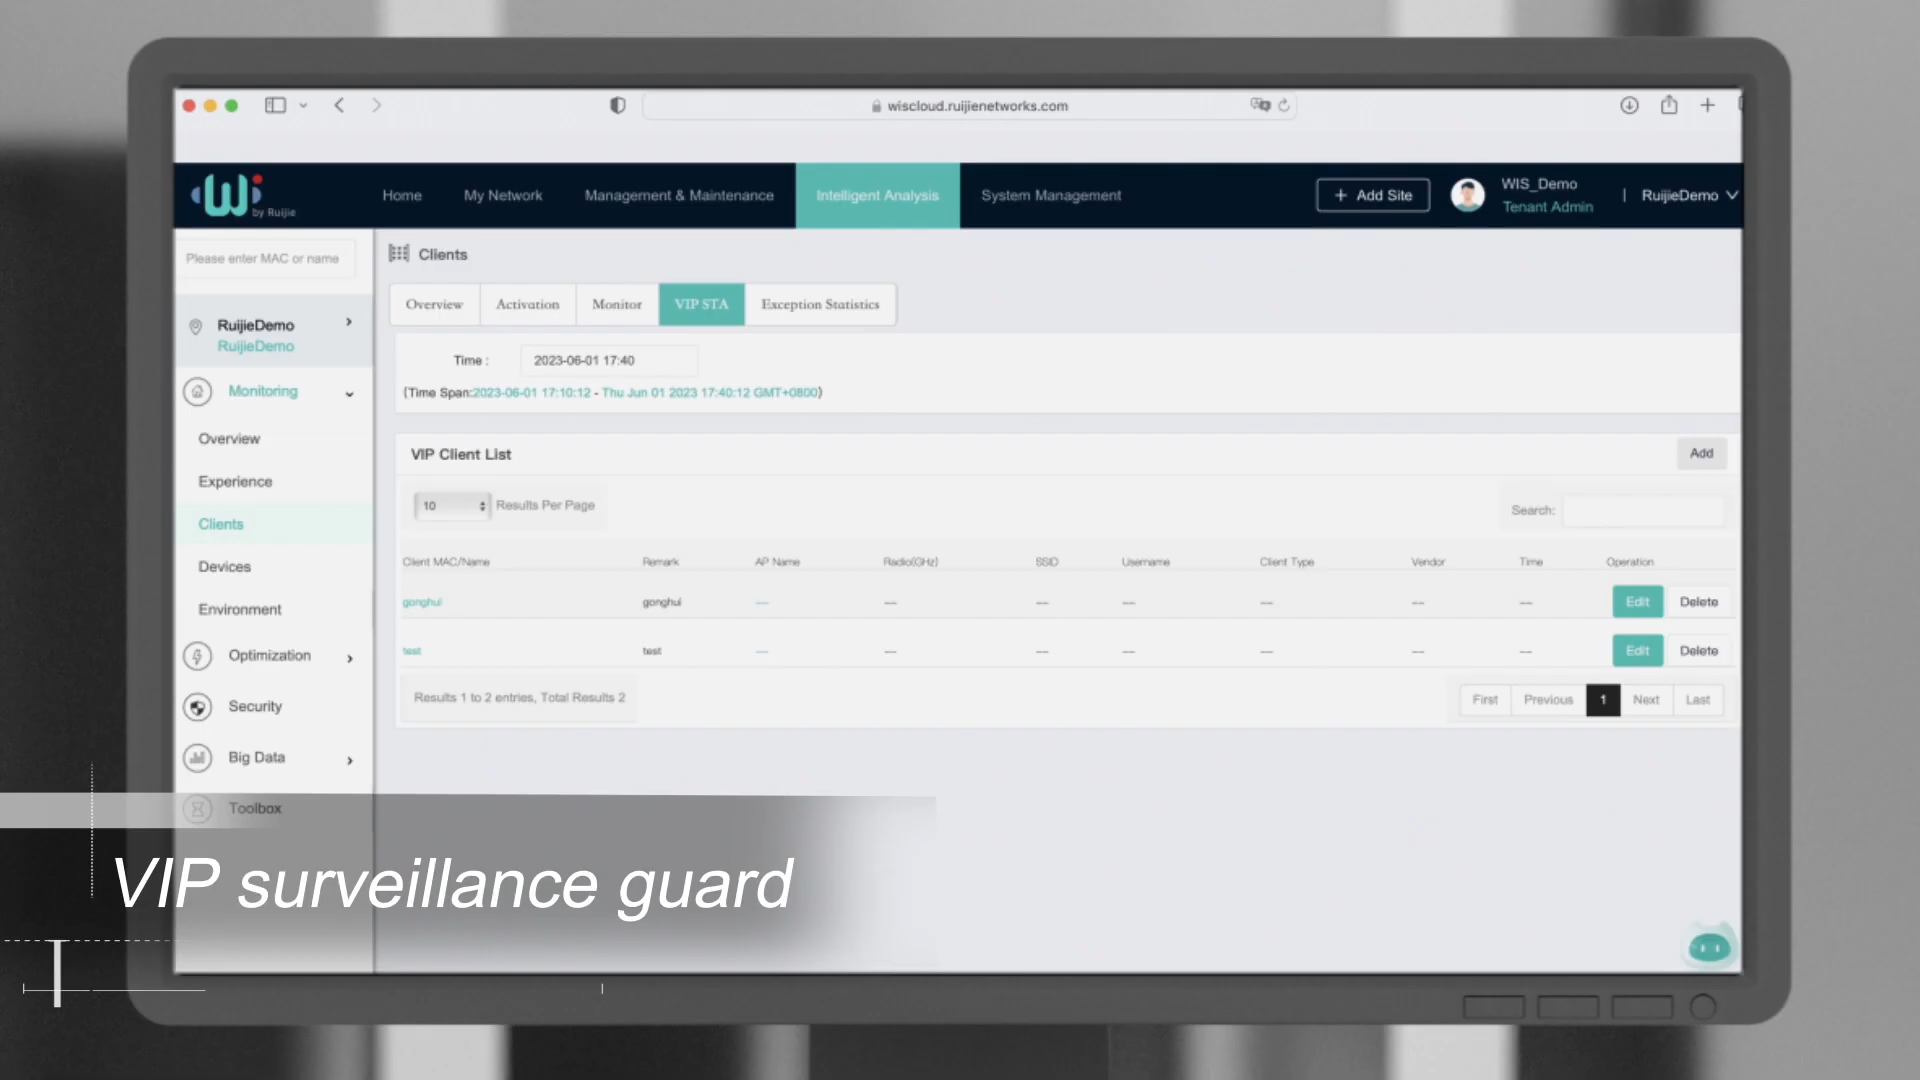 wiscloud.ruijienetworks.com
Wi by Ruijie
Home My Network Management & Maintenance Intelligent Analysis System Management + Add Site WIS_Demo Tenant Admin | RuijieDemo
Please enter MAC or name
RuijieDemo
RuijieDemo
Monitoring
Overview
Experience
Clients
Devices
Environment
Optimization
Security
Big Data
Toolbox
Clients
Overview Activation Monitor VIP STA Exception Statistics
Time : 2023-06-01 17:40
(Time Span:2023-06-01 17:10:12 - Thu Jun 01 2023 17:40:12 GMT+0800)
VIP Client List Add
10 Results Per Page Search:
Client MAC/Name Remark AP Name Radio(GHz) SSID Username Client Type Vendor Time Operation
gonghui gonghui --- -- -- -- -- -- -- Edit Delete
test test --- -- -- -- -- -- -- Edit Delete
Results 1 to 2 entries, Total Results 2 First Previous 1 Next Last
VIP surveillance guard